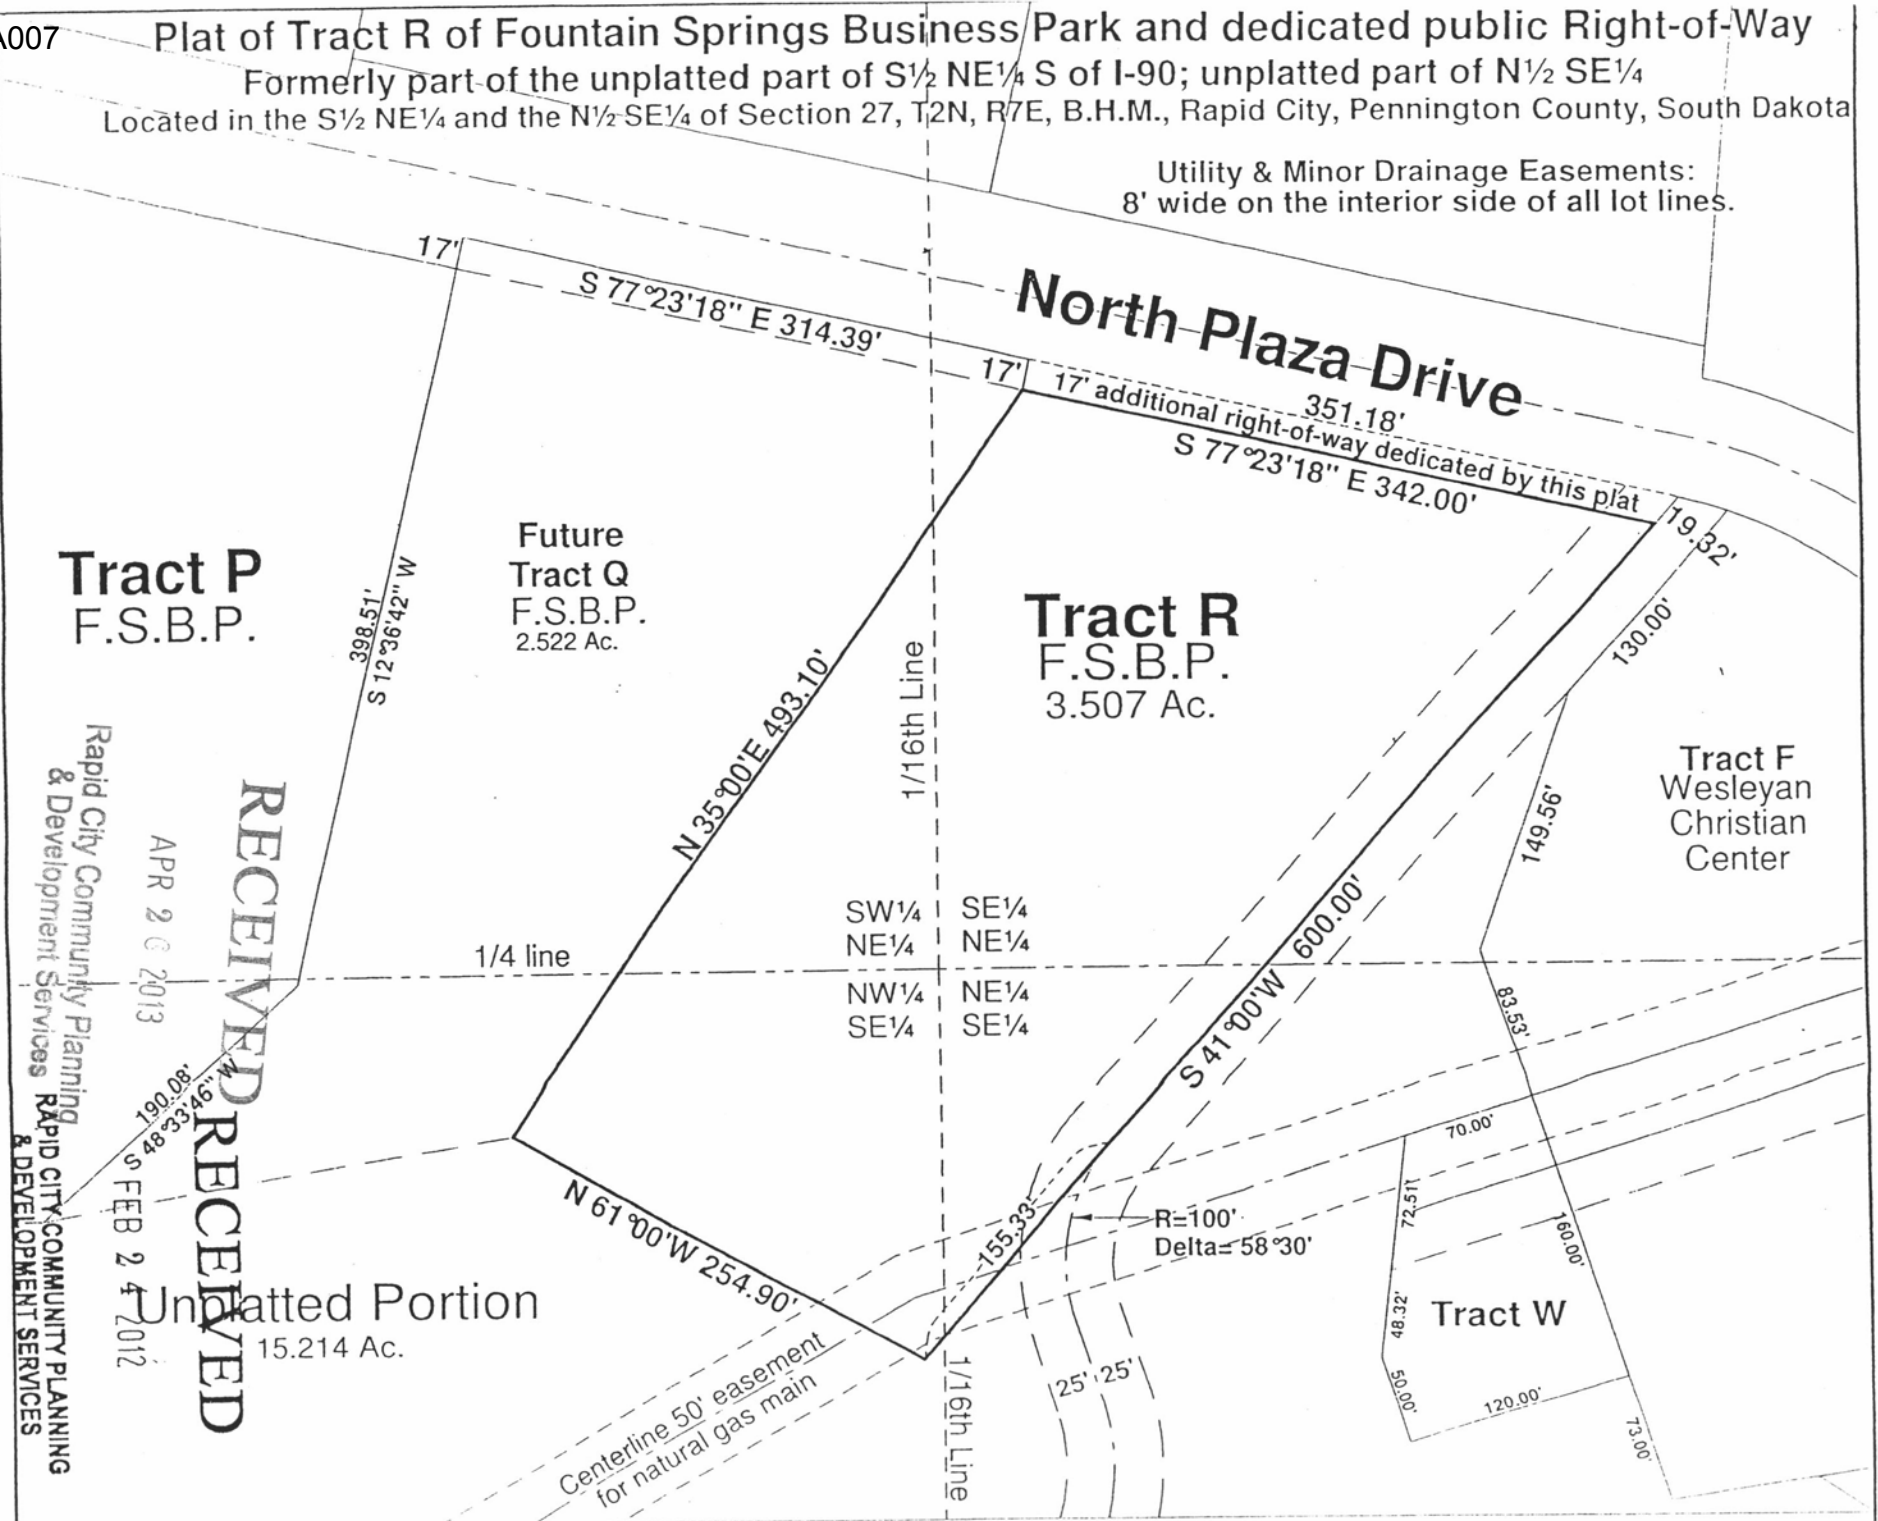 A007
Plat of Tract R of Fountain Springs Business Park and dedicated public Right-of-Way
Formerly part of the unplatted part of S½ NE¼ S of I-90; unplatted part of N½ SE¼
Located in the S½ NE¼ and the N½ SE¼ of Section 27, T2N, R7E, B.H.M., Rapid City, Pennington County, South Dakota
Utility & Minor Drainage Easements:
8' wide on the interior side of all lot lines.
17'
S 77°23'18" E 314.39'
North Plaza Drive
17'
17' additional right-of-way dedicated by this plat
351.18'
S 77°23'18" E 342.00'
19.32'
130.00'
Tract P
F.S.B.P.
398.51'
S 12°36'42" W
Future
Tract Q
F.S.B.P.
2.522 Ac.
Tract R
F.S.B.P.
3.507 Ac.
1/16th Line
N 35°00'E 493.10'
Tract F
Wesleyan
Christian
Center
149.56'
SW¼ SE¼
NE¼ NE¼
1/4 line
NW¼ NE¼
SE¼ SE¼
S 41°00'W 600.00'
83.53'
190.08'
S 48°33'46" W
RECEIVED
APR 26 2013
Rapid City Community Planning
& Development Services
RECEIVED
FEB 24 2012
RAPID CITY COMMUNITY PLANNING
& DEVELOPMENT SERVICES
N 61°00'W 254.90'
155.33'
R=100'
Delta= 58°30'
70.00'
72.51'
160.00'
48.32'
Tract W
50.00'
120.00'
73.00'
Unplatted Portion
15.214 Ac.
Centerline 50' easement
for natural gas main
1/16th Line
25' 25'